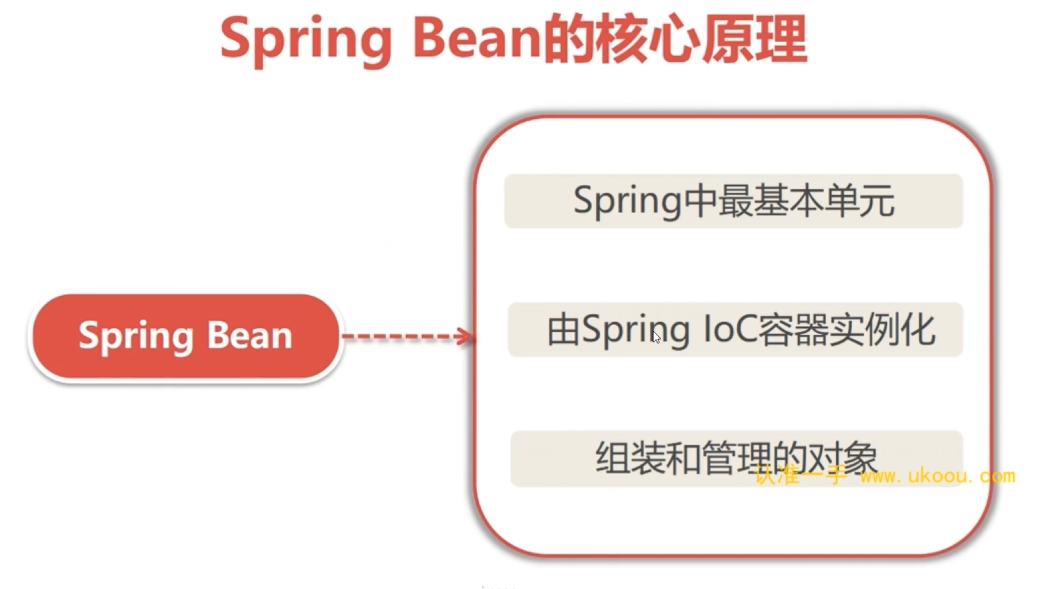 Spring Bean的核心原理
Spring中最基本单元
Spring Bean
由Spring IoC容器实例化
组装和管理的对象
认准一手 www.ukoou.com